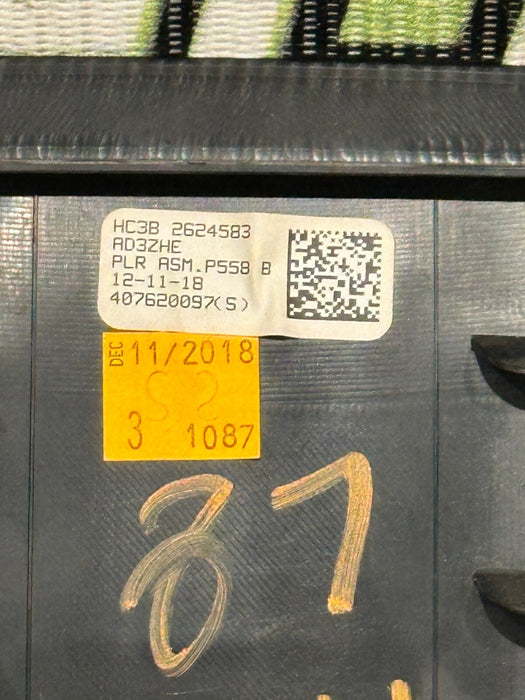 HC3B 2624583
AD3ZHE
PLR ASM.P558 B
12-11-18
407620097(S)
DEC 11/2018
3 1087
87